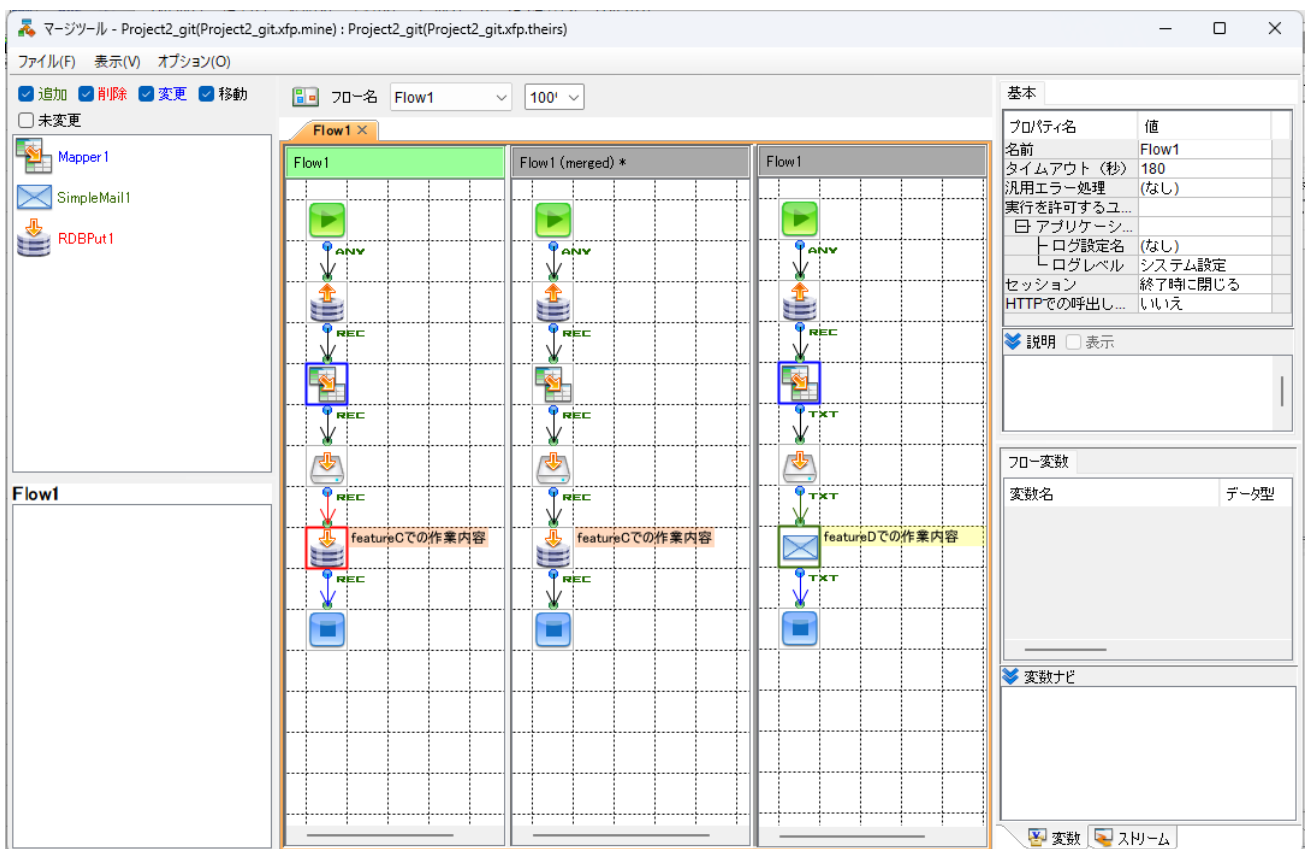 マージツール - Project2_git(Project2_git.xfp.mine) : Project2_git(Project2_git.xfp.theirs)
ファイル(F) 表示(V) オプション(O)
追加 削除 変更 移動
未変更
Mapper1
SimpleMail1
RDBPut1
Flow1
フロー名 Flow1 100
Flow1
Flow1
ANY
REC
REC
REC
featureCでの作業内容
REC
Flow1 (merged) *
ANY
REC
REC
REC
featureCでの作業内容
REC
Flow1
ANY
REC
TXT
TXT
featureDでの作業内容
TXT
基本
プロパティ名 値
名前 Flow1
タイムアウト（秒） 180
汎用エラー処理 (なし)
実行を許可するユ...
アプリケーシ...
ログ設定名 (なし)
ログレベル システム設定
セッション 終了時に閉じる
HTTPでの呼出し... いいえ
説明 表示
フロー変数
変数名 データ型
変数ナビ
変数 ストリーム